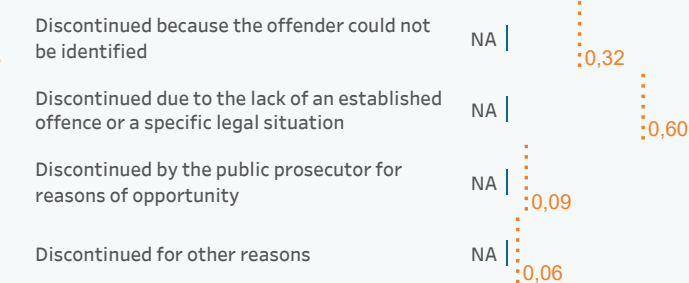 Discontinued because the offender could not
be identified
NA
0,32
Discontinued due to the lack of an established
offence or a specific legal situation
NA
0,60
Discontinued by the public prosecutor for
reasons of opportunity
NA
0,09
Discontinued for other reasons
NA
0,06